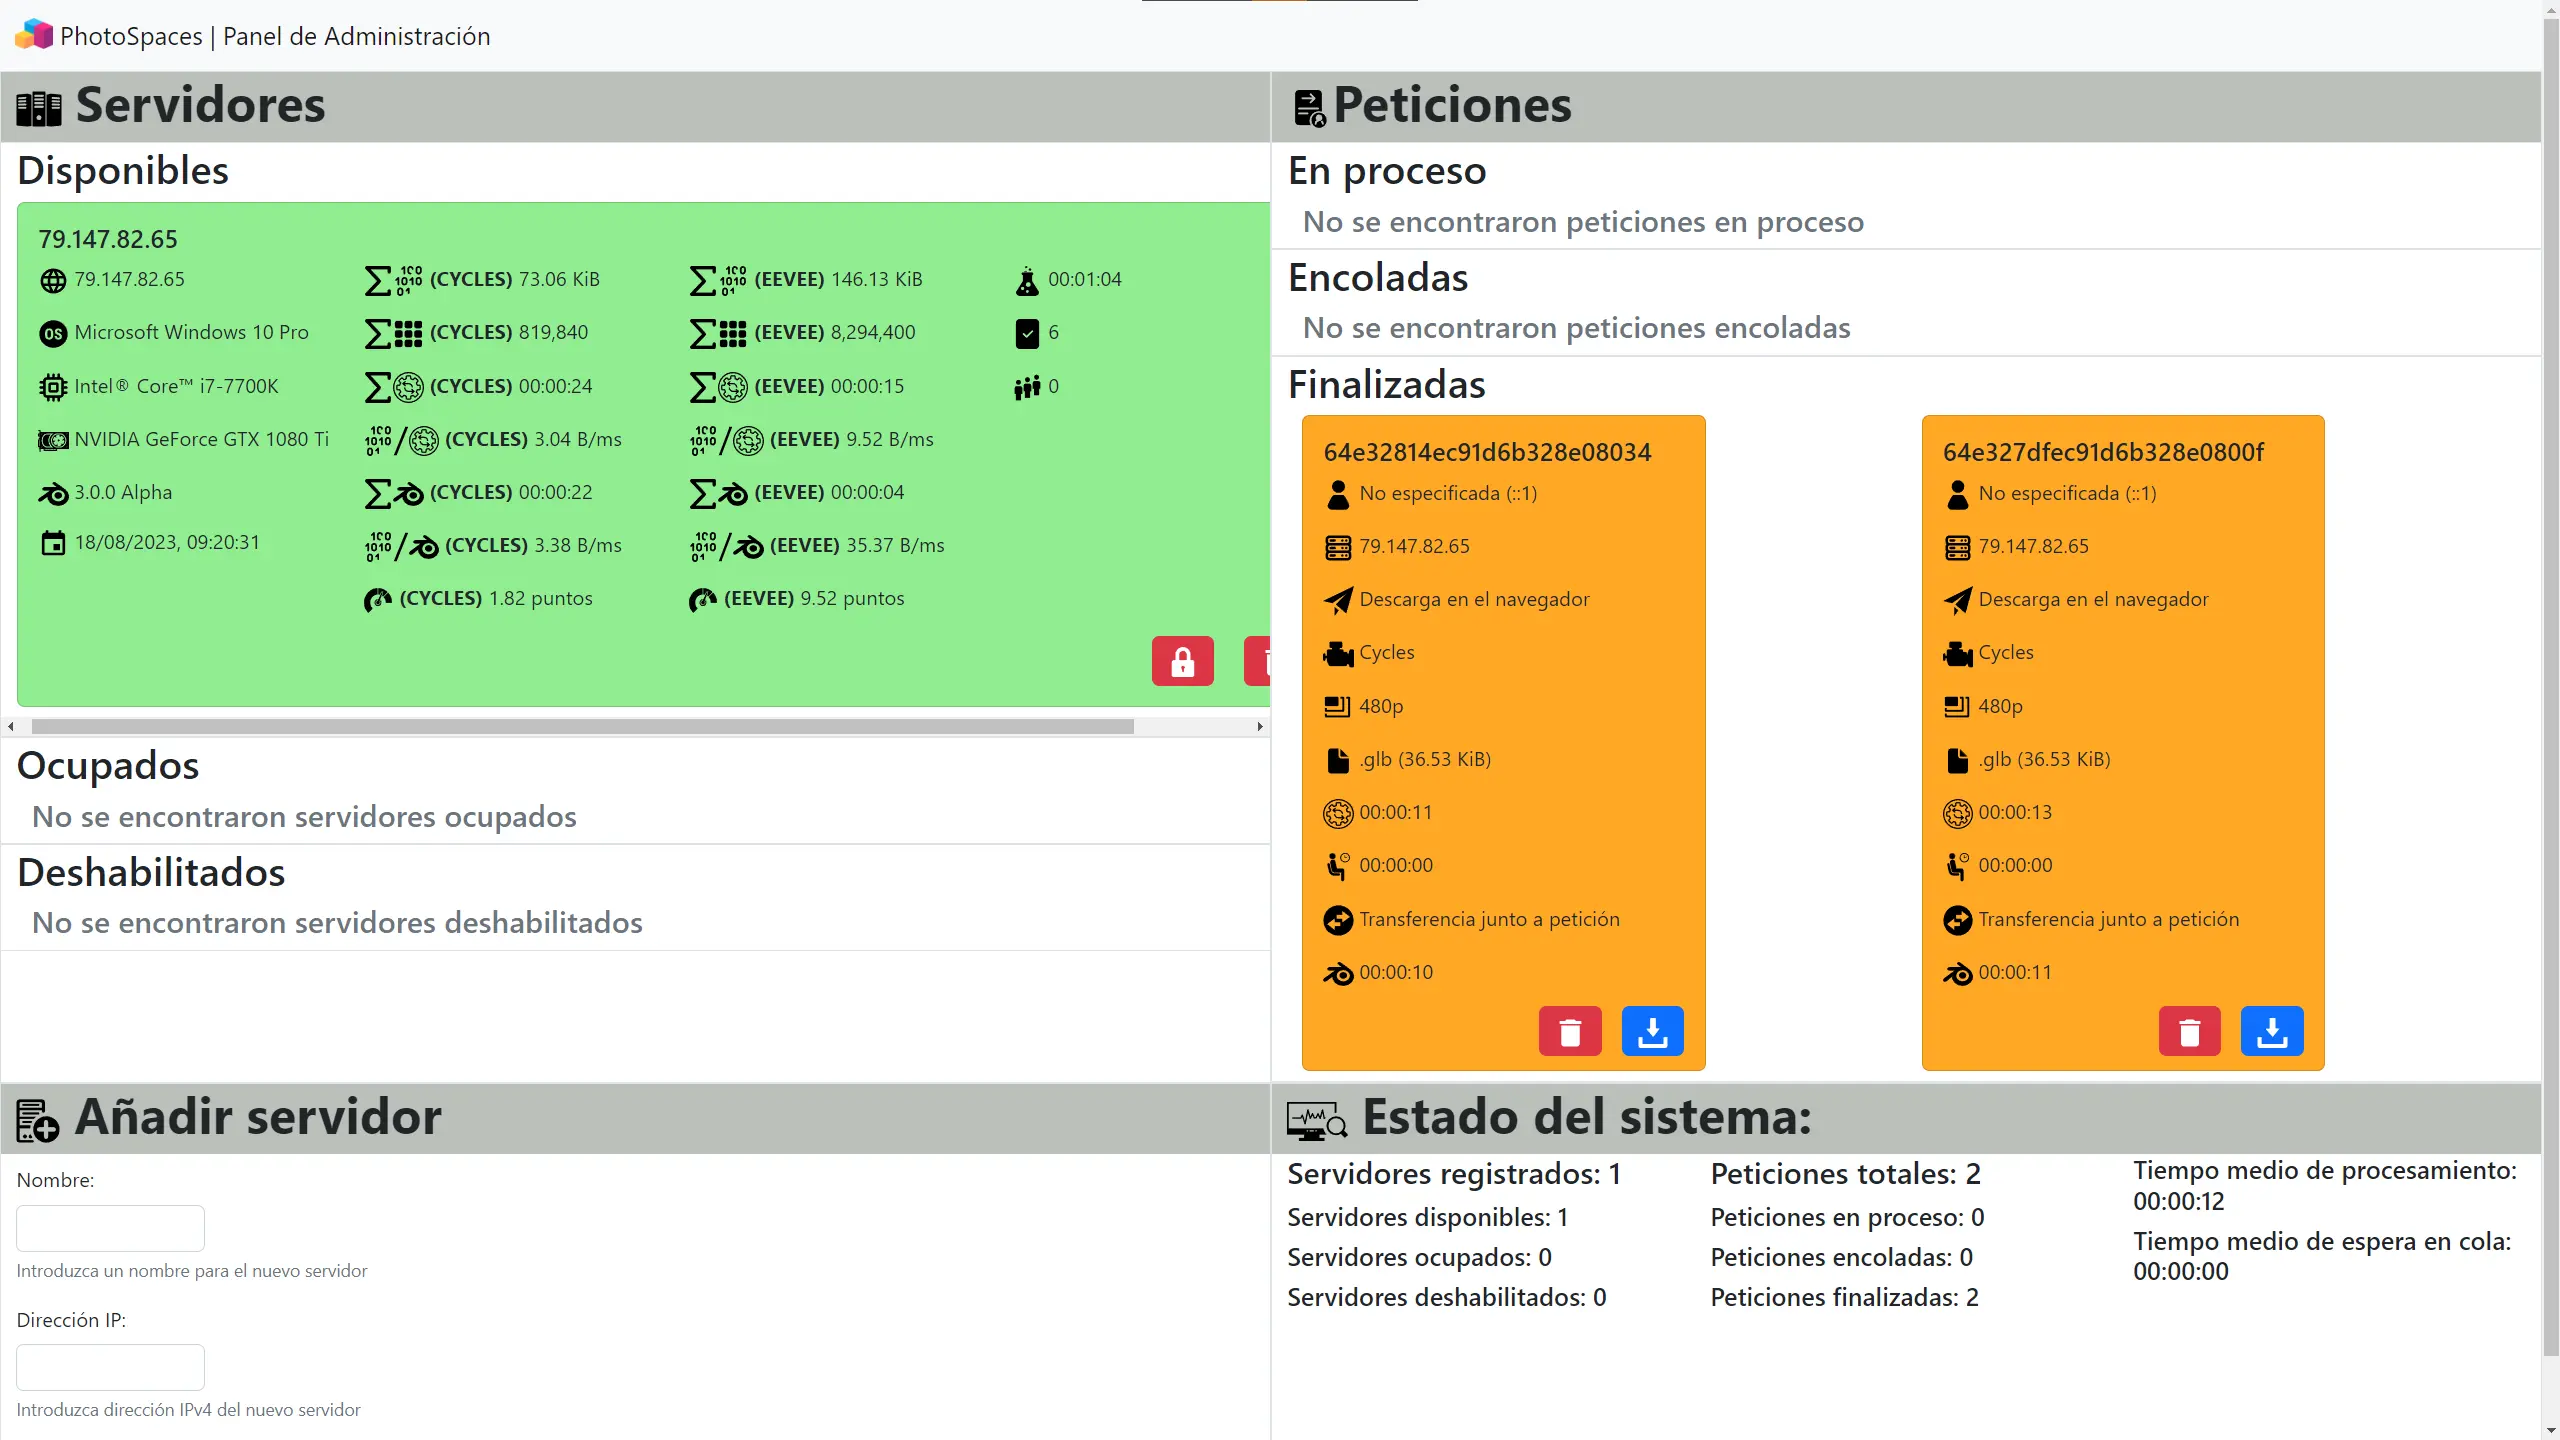 PhotoSpaces | Panel de Administración
Servidores
Disponibles
79.147.82.65
79.147.82.65
Microsoft Windows 10 Pro
Intel® Core™ i7-7700K
NVIDIA GeForce GTX 1080 Ti
3.0.0 Alpha
18/08/2023, 09:20:31
(CYCLES) 73.06 KiB
(CYCLES) 819,840
(CYCLES) 00:00:24
(CYCLES) 3.04 B/ms
(CYCLES) 00:00:22
(CYCLES) 3.38 B/ms
(CYCLES) 1.82 puntos
(EEVEE) 146.13 KiB
(EEVEE) 8,294,400
(EEVEE) 00:00:15
(EEVEE) 9.52 B/ms
(EEVEE) 00:00:04
(EEVEE) 35.37 B/ms
(EEVEE) 9.52 puntos
00:01:04
6
0
Ocupados
No se encontraron servidores ocupados
Deshabilitados
No se encontraron servidores deshabilitados
Peticiones
En proceso
No se encontraron peticiones en proceso
Encoladas
No se encontraron peticiones encoladas
Finalizadas
64e32814ec91d6b328e08034
No especificada (::1)
79.147.82.65
Descarga en el navegador
Cycles
480p
.glb (36.53 KiB)
00:00:11
00:00:00
Transferencia junto a petición
00:00:10
64e327dfec91d6b328e0800f
No especificada (::1)
79.147.82.65
Descarga en el navegador
Cycles
480p
.glb (36.53 KiB)
00:00:13
00:00:00
Transferencia junto a petición
00:00:11
Añadir servidor
Nombre:
Introduzca un nombre para el nuevo servidor
Dirección IP:
Introduzca dirección IPv4 del nuevo servidor
Estado del sistema:
Servidores registrados: 1
Servidores disponibles: 1
Servidores ocupados: 0
Servidores deshabilitados: 0
Peticiones totales: 2
Peticiones en proceso: 0
Peticiones encoladas: 0
Peticiones finalizadas: 2
Tiempo medio de procesamiento:
00:00:12
Tiempo medio de espera en cola:
00:00:00